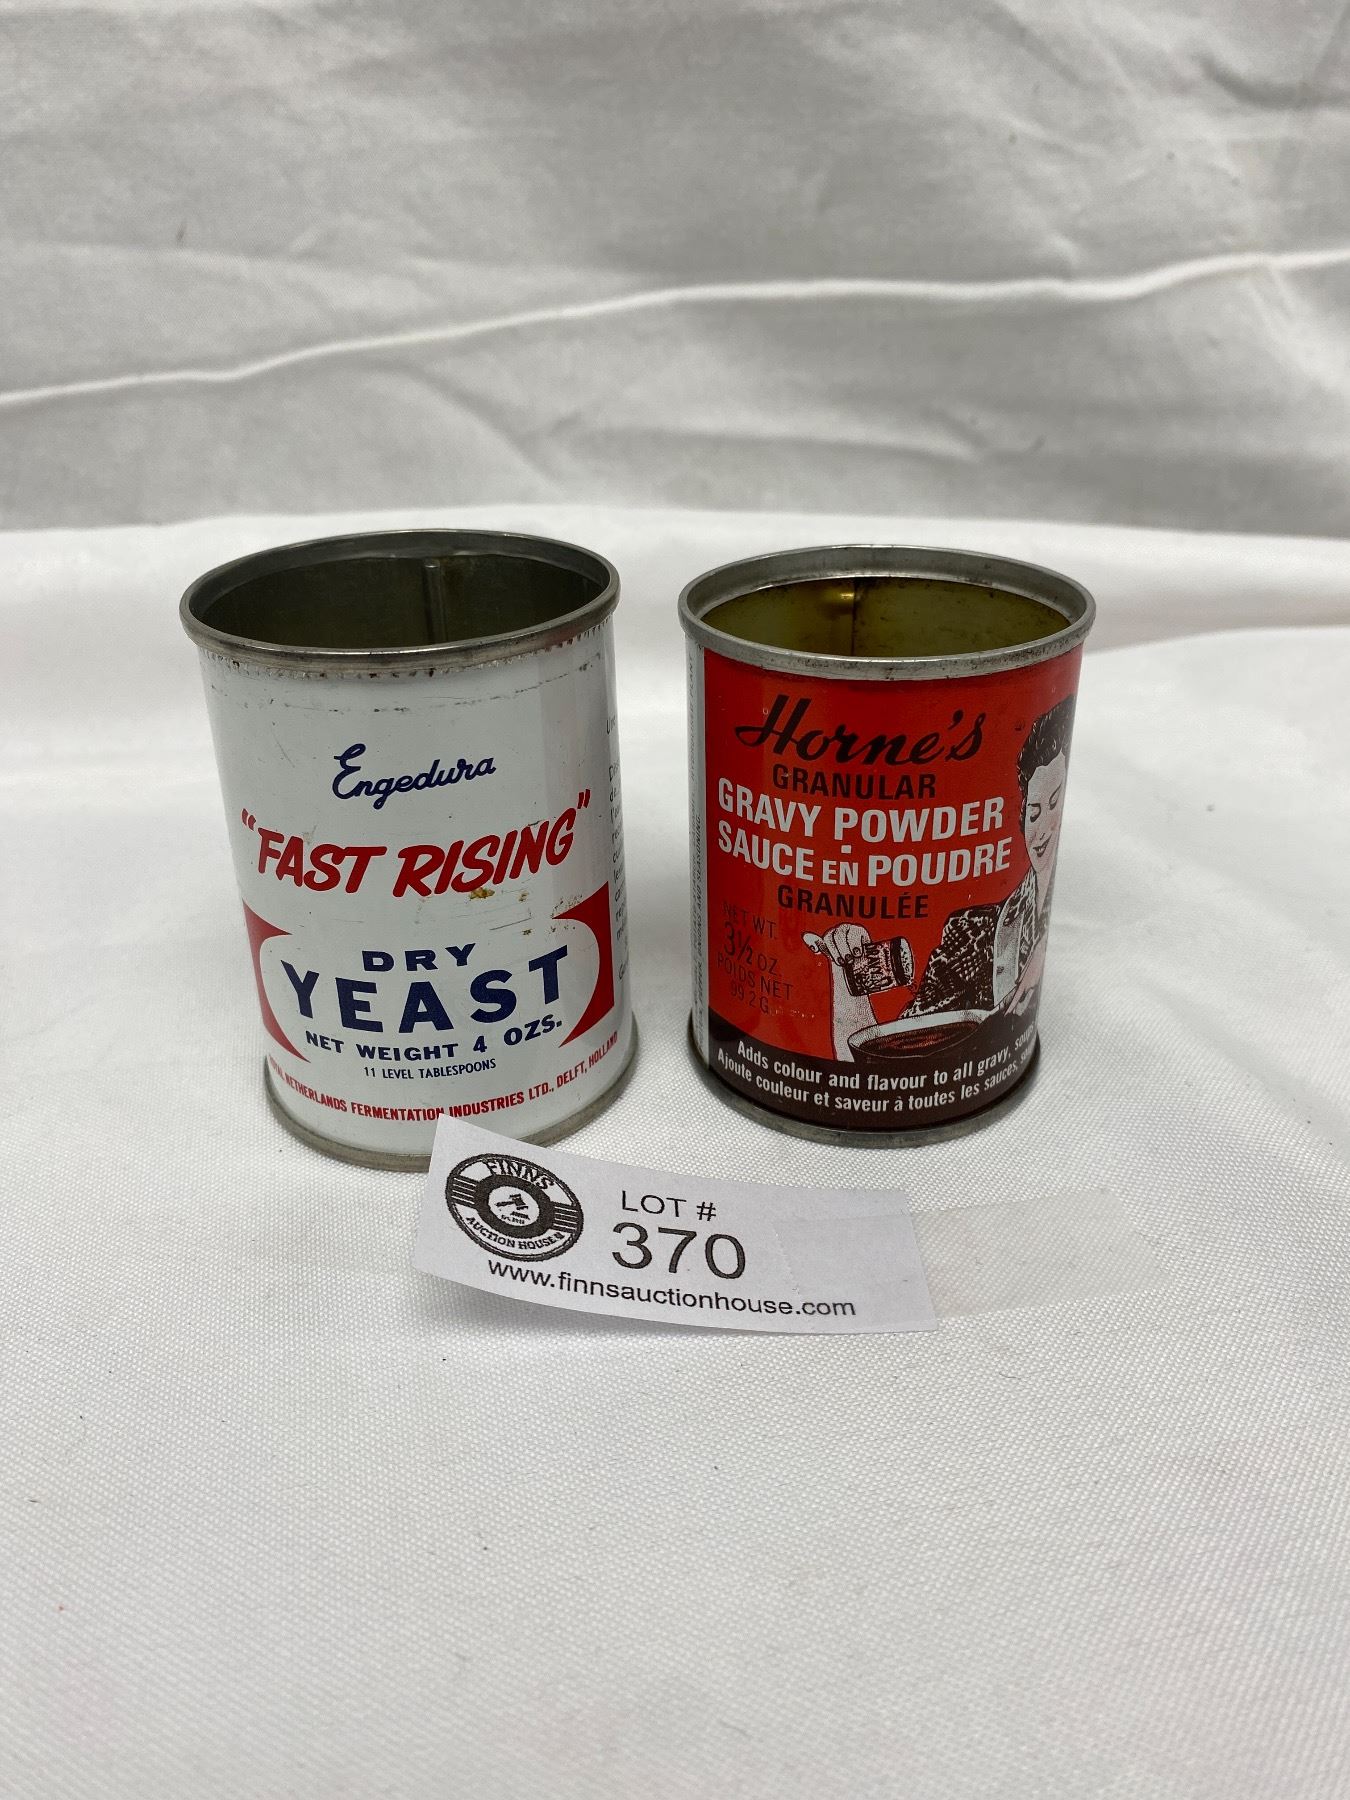 Engedura
"FAST RISING"
DRY
YEAST
NET WEIGHT 4 OZS.
11 LEVEL TABLESPOONS
NETHERLANDS FERMENTATION INDUSTRIES LTD., DELFT, HOLLAND
Horne's
GRANULAR
GRAVY POWDER
SAUCE EN POUDRE
GRANULÉE
NET WT.
3½ OZ.
POIDS NET
99.2 G.
GRAVY
Adds colour and flavour to all gravy,
Ajoute couleur et saveur à toutes les sauces,
FINNS
AUCTION HOUSE
LOT #
370
www.finnsauctionhouse.com